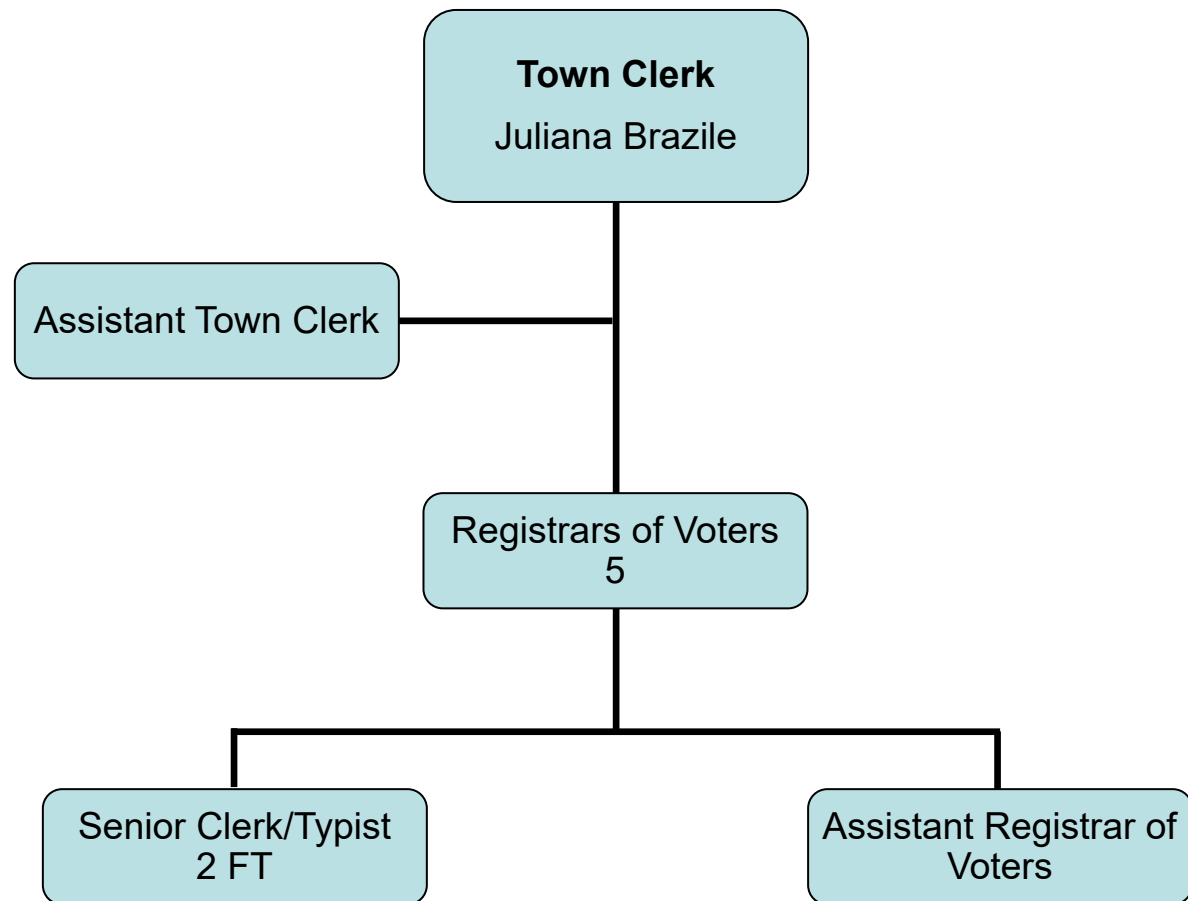 Town Clerk
Juliana Brazile
Assistant Town Clerk
Registrars of Voters
5
Senior Clerk/Typist
2 FT
Assistant Registrar of
Voters